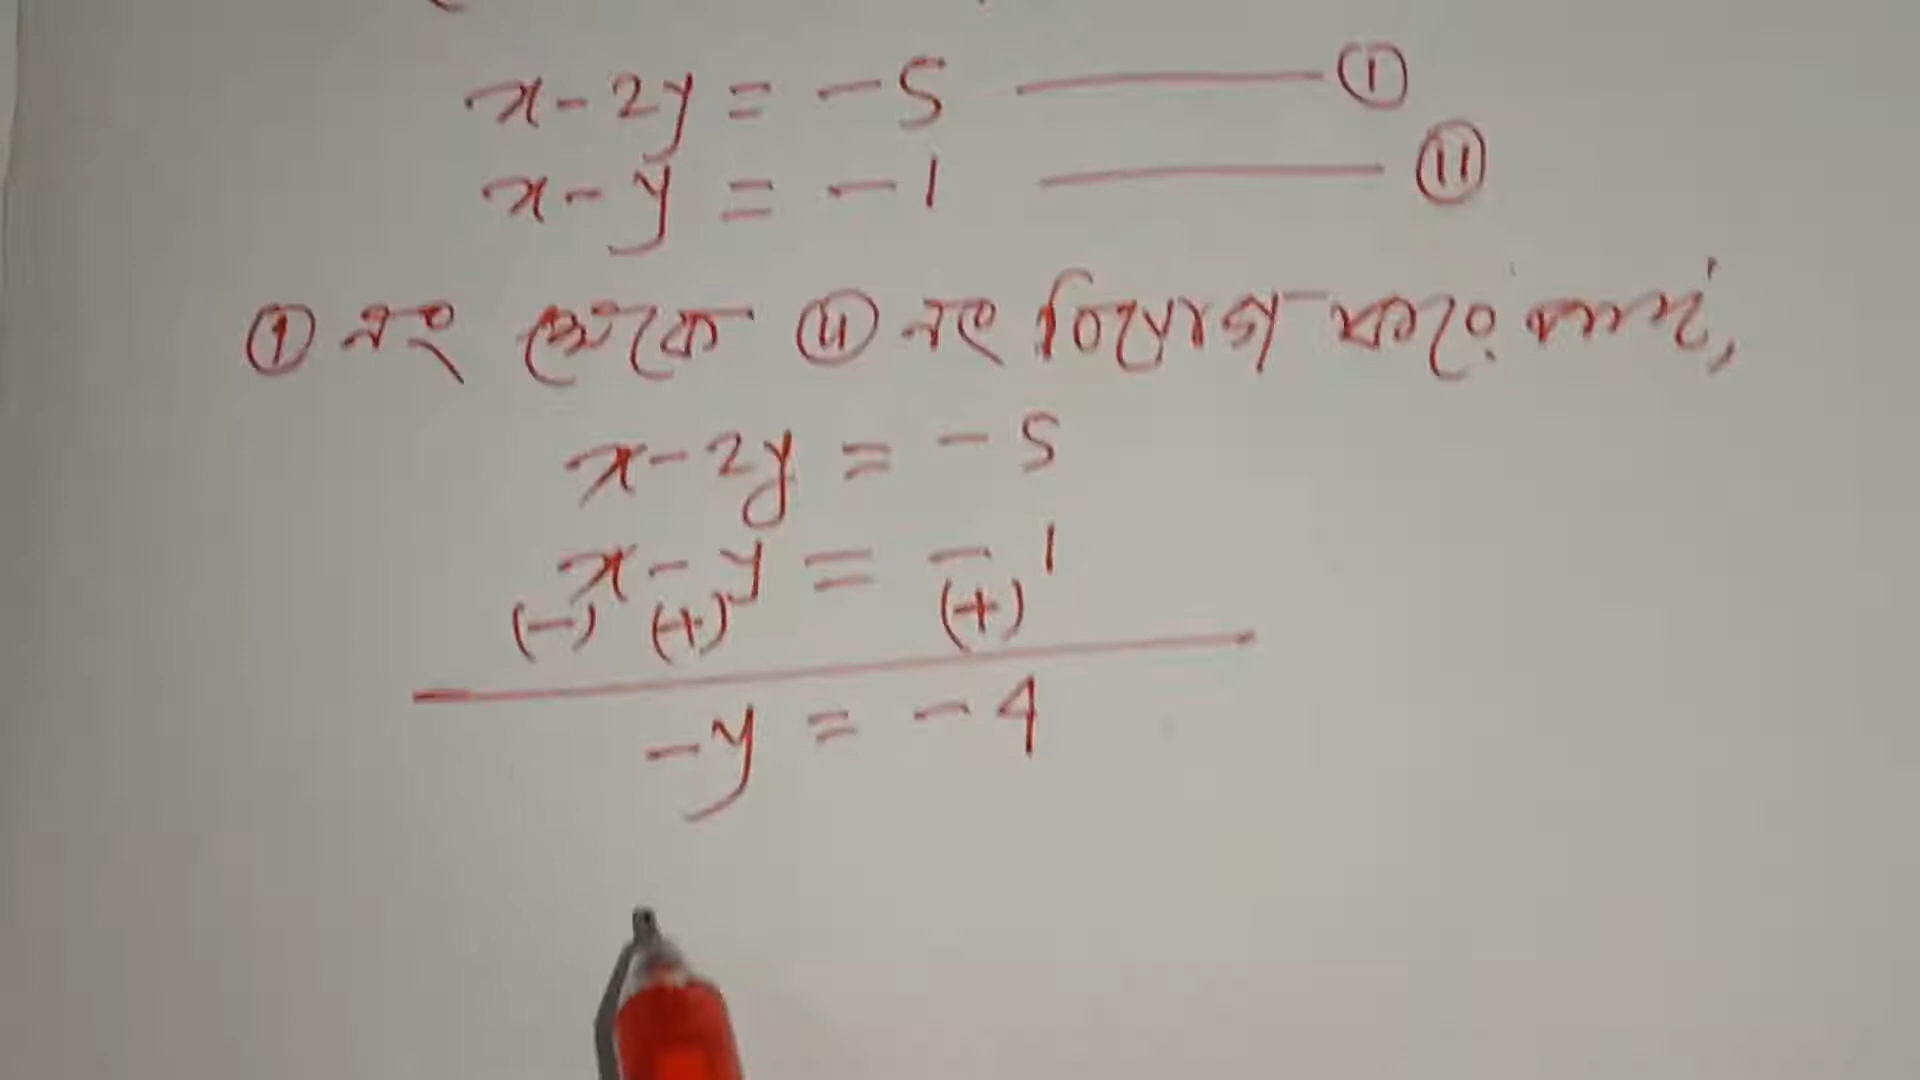 x - 2y = - 5 ——— (i)
x - y = - 1 ——— (ii)
(i) নং থেকে (ii) নং বিয়োগ করে পাই,
x - 2y = - 5
x - y = - 1
(-) (+) (+)
- y = - 4